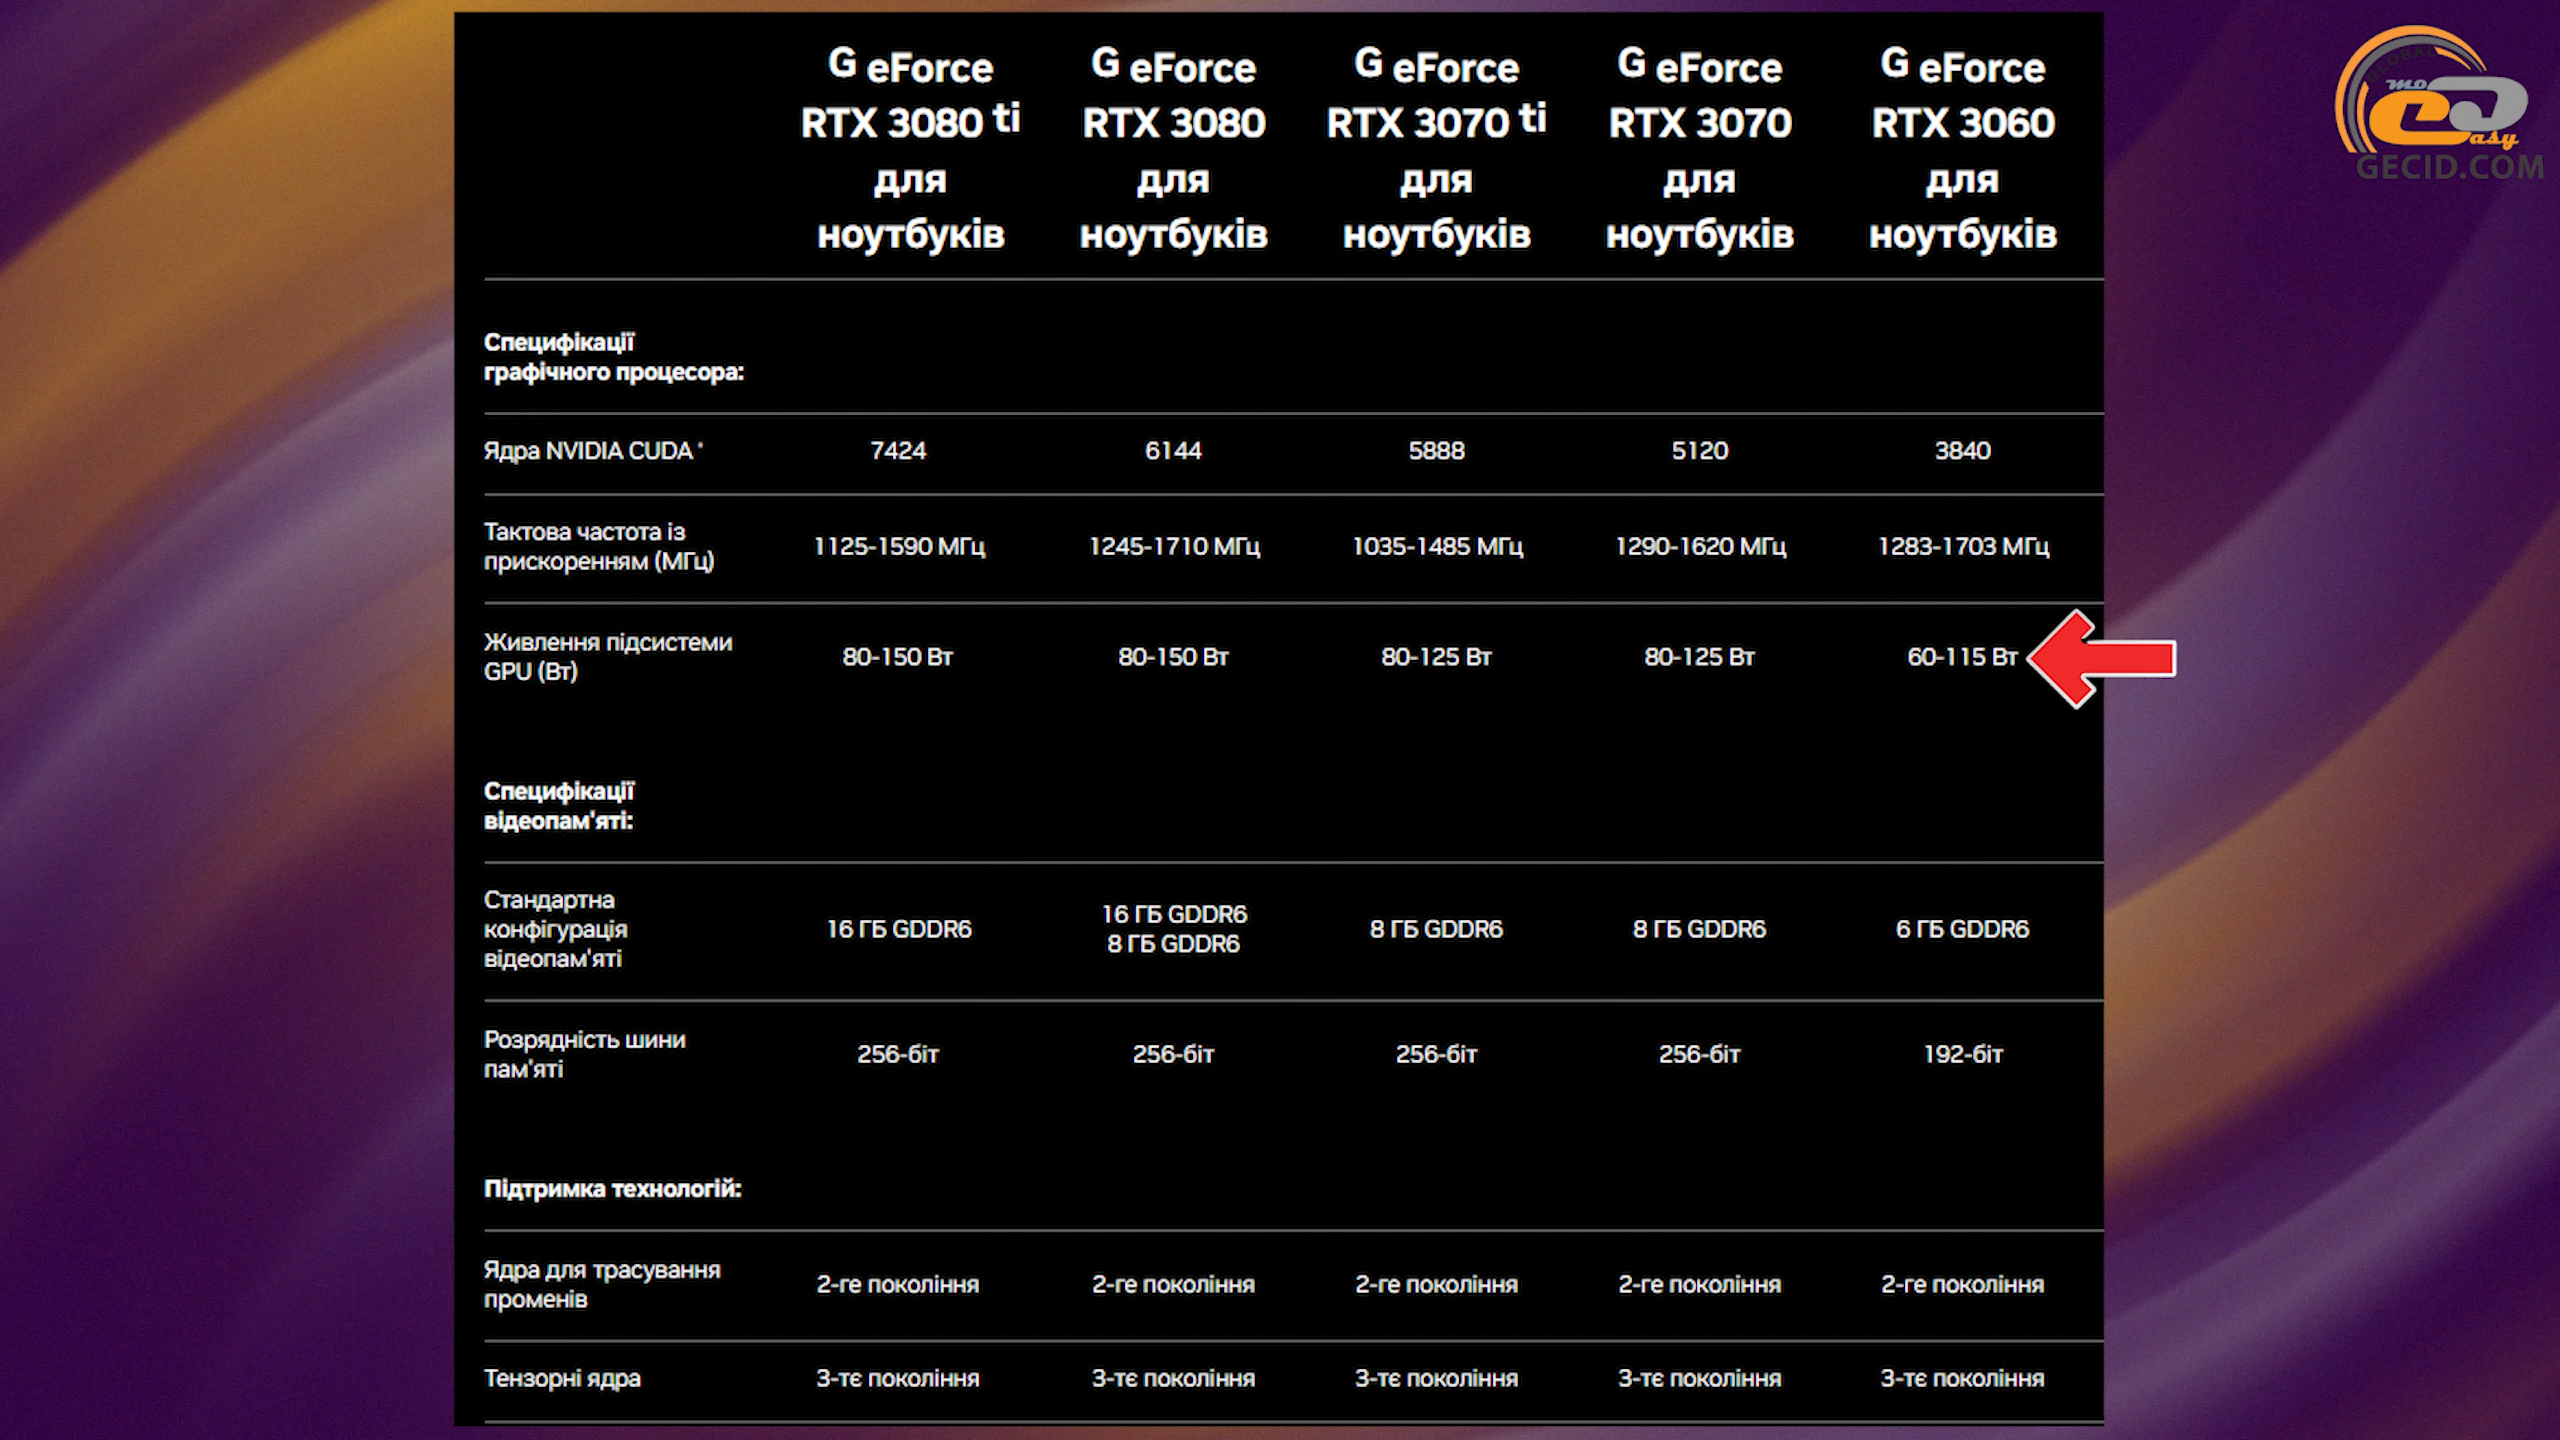 GeForce RTX 3080 ti для ноутбуків
GeForce RTX 3080 для ноутбуків
GeForce RTX 3070 ti для ноутбуків
GeForce RTX 3070 для ноутбуків
GeForce RTX 3060 для ноутбуків
GLOBAL
mo
easy
GECID.COM
Специфікації
графічного процесора:
Ядра NVIDIA CUDA * 7424 6144 5888 5120 3840
Тактова частота із
прискоренням (МГц) 1125-1590 МГц 1245-1710 МГц 1035-1485 МГц 1290-1620 МГц 1283-1703 МГц
Живлення підсистеми
GPU (Вт) 80-150 Вт 80-150 Вт 80-125 Вт 80-125 Вт 60-115 Вт
Специфікації
відеопам'яті:
Стандартна
конфігурація
відеопам'яті
16 ГБ GDDR6
16 ГБ GDDR6
8 ГБ GDDR6
8 ГБ GDDR6
8 ГБ GDDR6
6 ГБ GDDR6
Розрядність шини
пам'яті 256-біт 256-біт 256-біт 256-біт 192-біт
Підтримка технологій:
Ядра для трасування
променів 2-ге покоління 2-ге покоління 2-ге покоління 2-ге покоління 2-ге покоління
Тензорні ядра 3-тє покоління 3-тє покоління 3-тє покоління 3-тє покоління 3-тє покоління